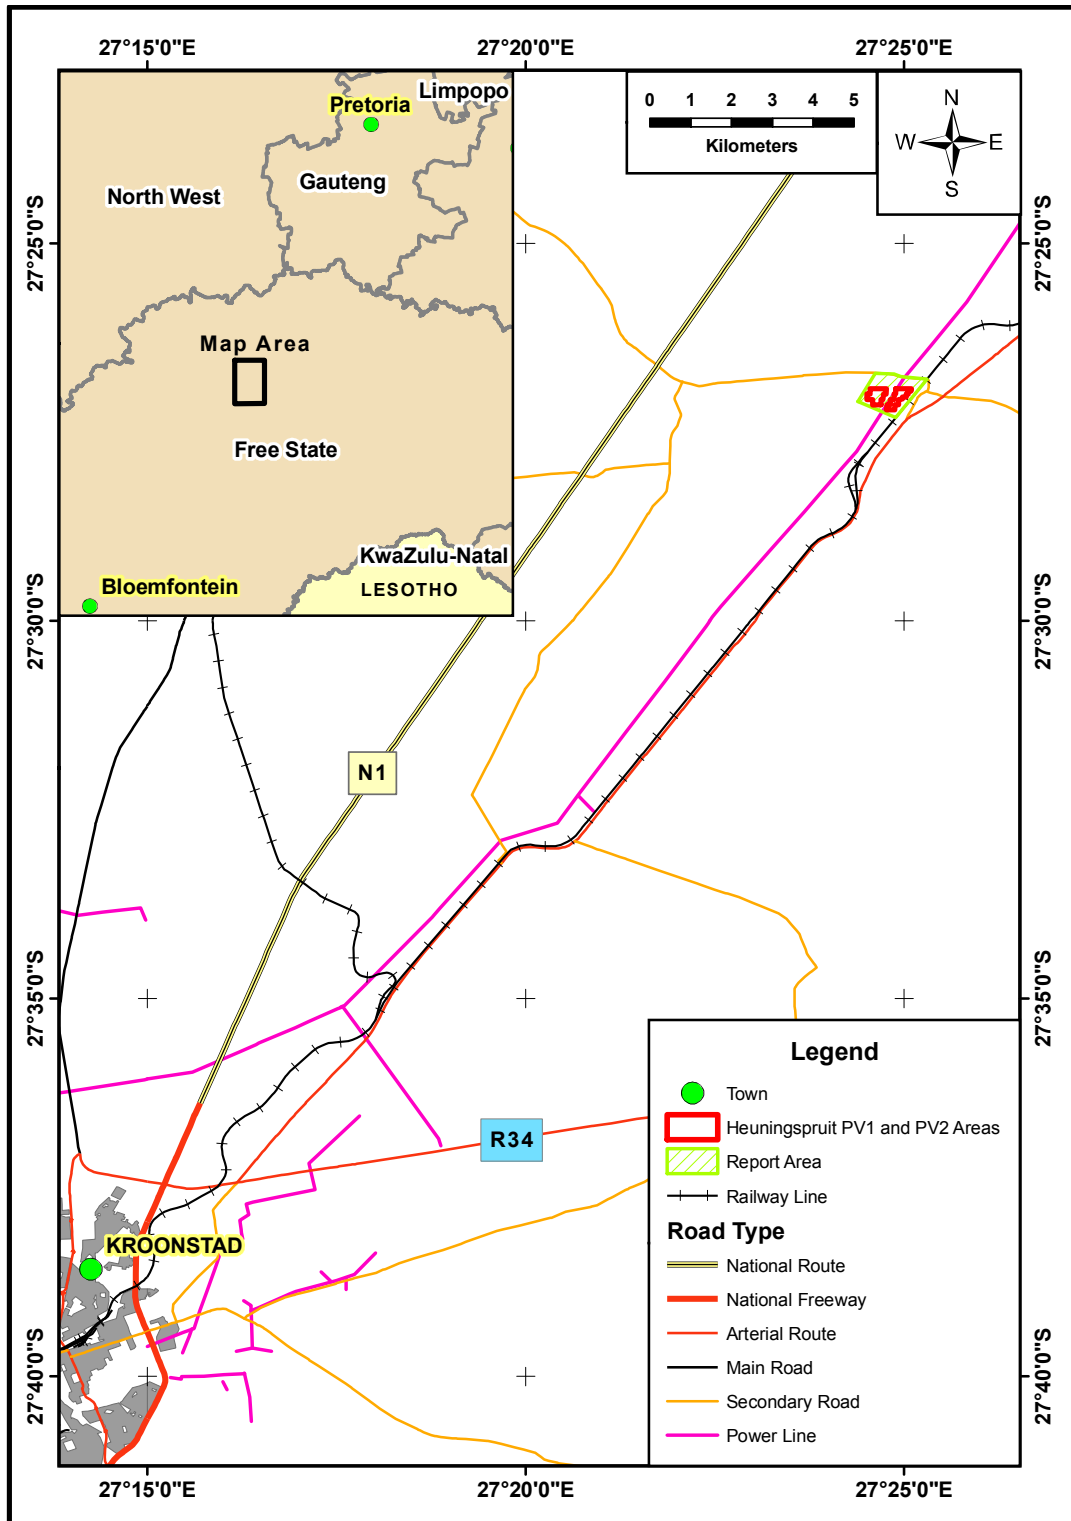 27°15'0"E 27°20'0"E 27°25'0"E
Limpopo
Pretoria
Gauteng
North West
Map Area
Free State
KwaZulu-Natal
LESOTHO
Bloemfontein
0 1 2 3 4 5
Kilometers
N
W E
S
27°25'0"S 27°25'0"S
27°30'0"S 27°30'0"S
N1
27°35'0"S 27°35'0"S
R34
KROONSTAD
27°40'0"S 27°40'0"S
Legend
Town
Heuningspruit PV1 and PV2 Areas
Report Area
Railway Line
Road Type
National Route
National Freeway
Arterial Route
Main Road
Secondary Road
Power Line
27°15'0"E 27°20'0"E 27°25'0"E